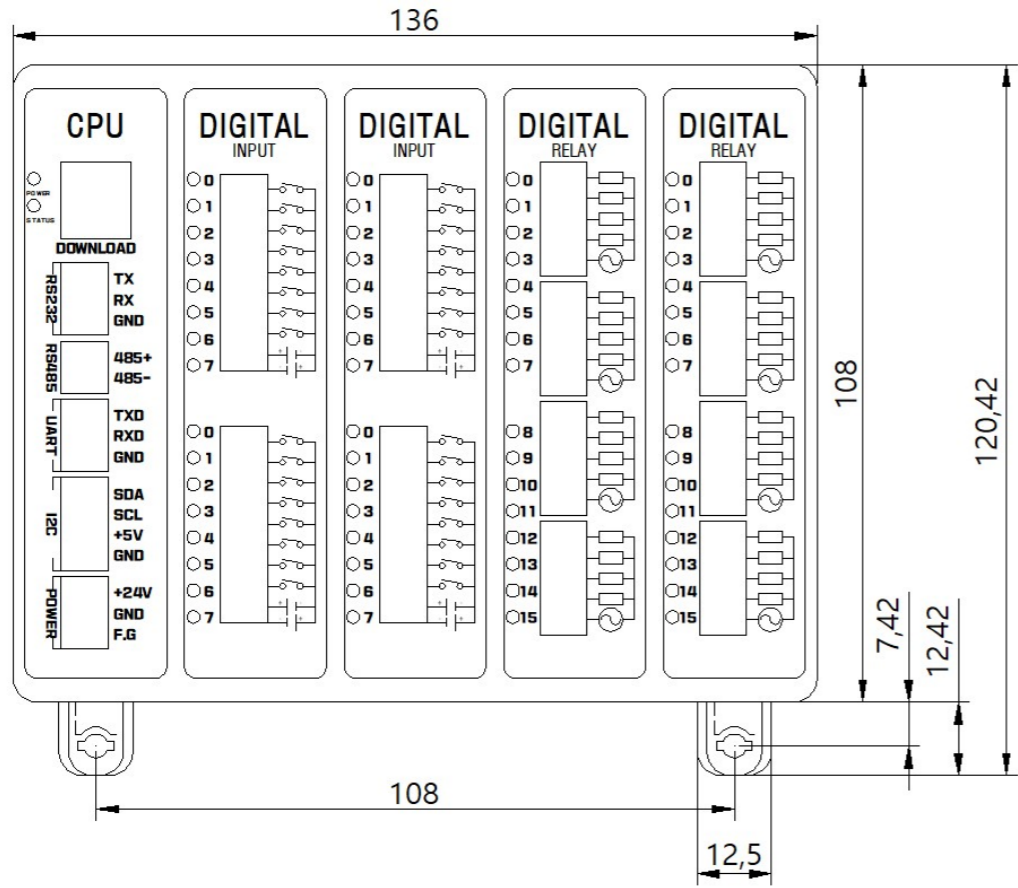 136
CPU
POWER
STATUS
DOWNLOAD
RS232
TX
RX
GND
RS485
485+
485-
UART
TXD
RXD
GND
I2C
SDA
SCL
+5V
GND
POWER
+24V
GND
F.G
DIGITAL
INPUT
0
1
2
3
4
5
6
7
0
1
2
3
4
5
6
7
DIGITAL
INPUT
0
1
2
3
4
5
6
7
0
1
2
3
4
5
6
7
DIGITAL
RELAY
0
1
2
3
4
5
6
7
8
9
10
11
12
13
14
15
DIGITAL
RELAY
0
1
2
3
4
5
6
7
8
9
10
11
12
13
14
15
108
120,42
7,42
12,42
108
12,5